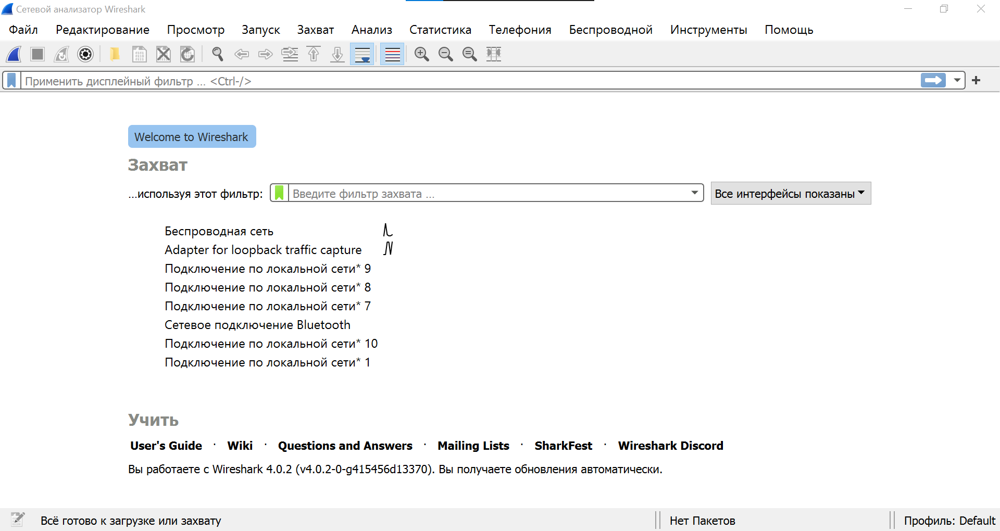 Сетевой анализатор Wireshark
Файл Редактирование Просмотр Запуск Захват Анализ Статистика Телефония Беспроводной Инструменты Помощь
Применить дисплейный фильтр ... <Ctrl-/>
Welcome to Wireshark
Захват
...используя этот фильтр: Введите фильтр захвата ... Все интерфейсы показаны
Беспроводная сеть
Adapter for loopback traffic capture
Подключение по локальной сети* 9
Подключение по локальной сети* 8
Подключение по локальной сети* 7
Сетевое подключение Bluetooth
Подключение по локальной сети* 10
Подключение по локальной сети* 1
Учить
User's Guide · Wiki · Questions and Answers · Mailing Lists · SharkFest · Wireshark Discord
Вы работаете с Wireshark 4.0.2 (v4.0.2-0-g415456d13370). Вы получаете обновления автоматически.
Всё готово к загрузке или захвату Нет Пакетов Профиль: Default